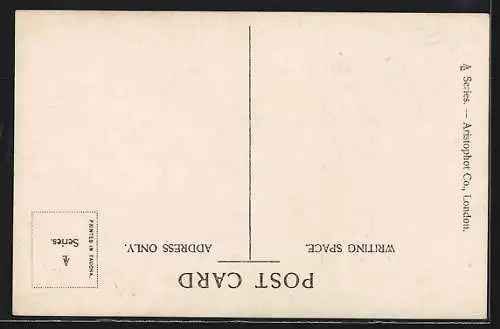 POST CARD
WRITING SPACE.
ADDRESS ONLY.
Series.
PRINTED IN SAXONY.
Series. — Aristophot Co., London.